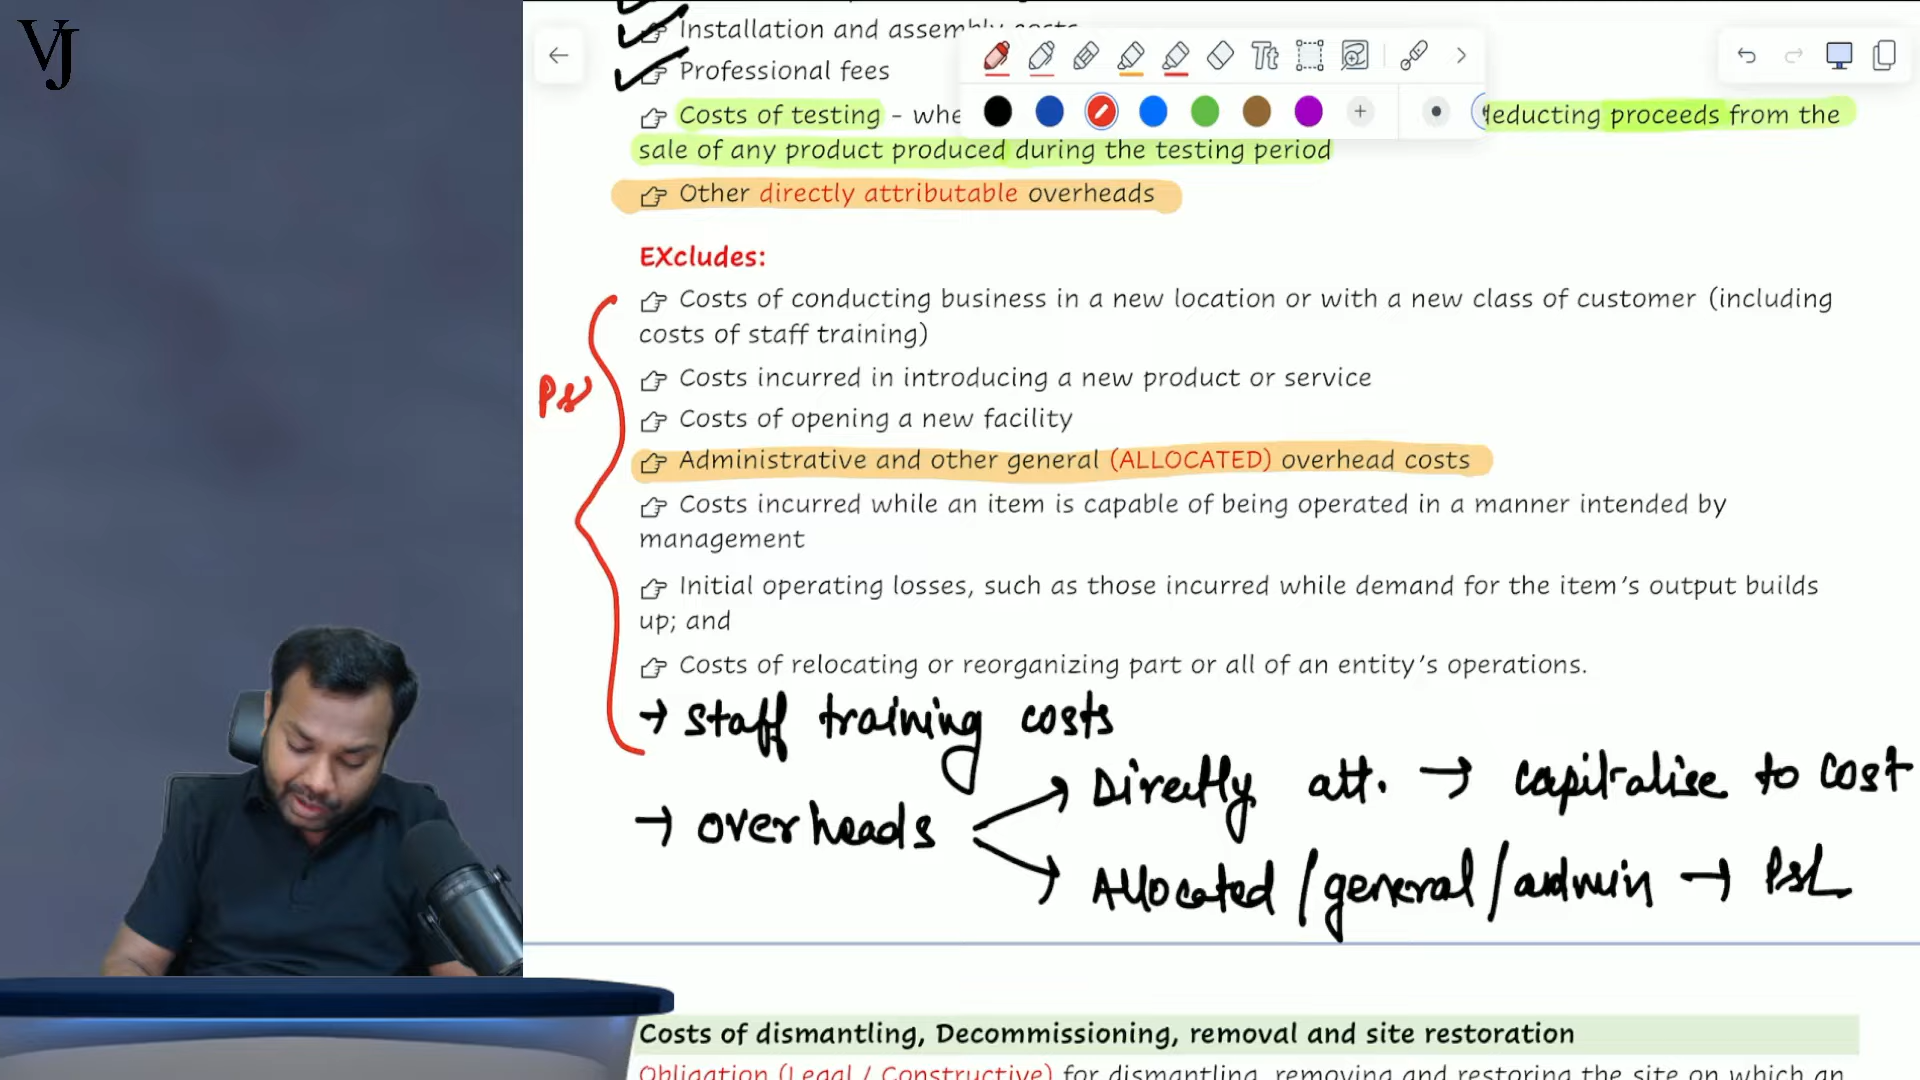 VJ
Installation and assembly costs
Professional fees
Costs of testing - whe deducting proceeds from the
sale of any product produced during the testing period
Other directly attributable overheads
EXcludes:
Costs of conducting business in a new location or with a new class of customer (including
costs of staff training)
Costs incurred in introducing a new product or service
Costs of opening a new facility
Administrative and other general (ALLOCATED) overhead costs
Costs incurred while an item is capable of being operated in a manner intended by
management
Initial operating losses, such as those incurred while demand for the item's output builds
up; and
Costs of relocating or reorganizing part or all of an entity's operations.
→ staff training costs
→ overheads
→ Directly att. → capitalise to cost
→ Allocated / general / admin → P&L
Costs of dismantling, Decommissioning, removal and site restoration
Obligation (Legal / Constructive) for dismantling, removing and restoring the site on which an